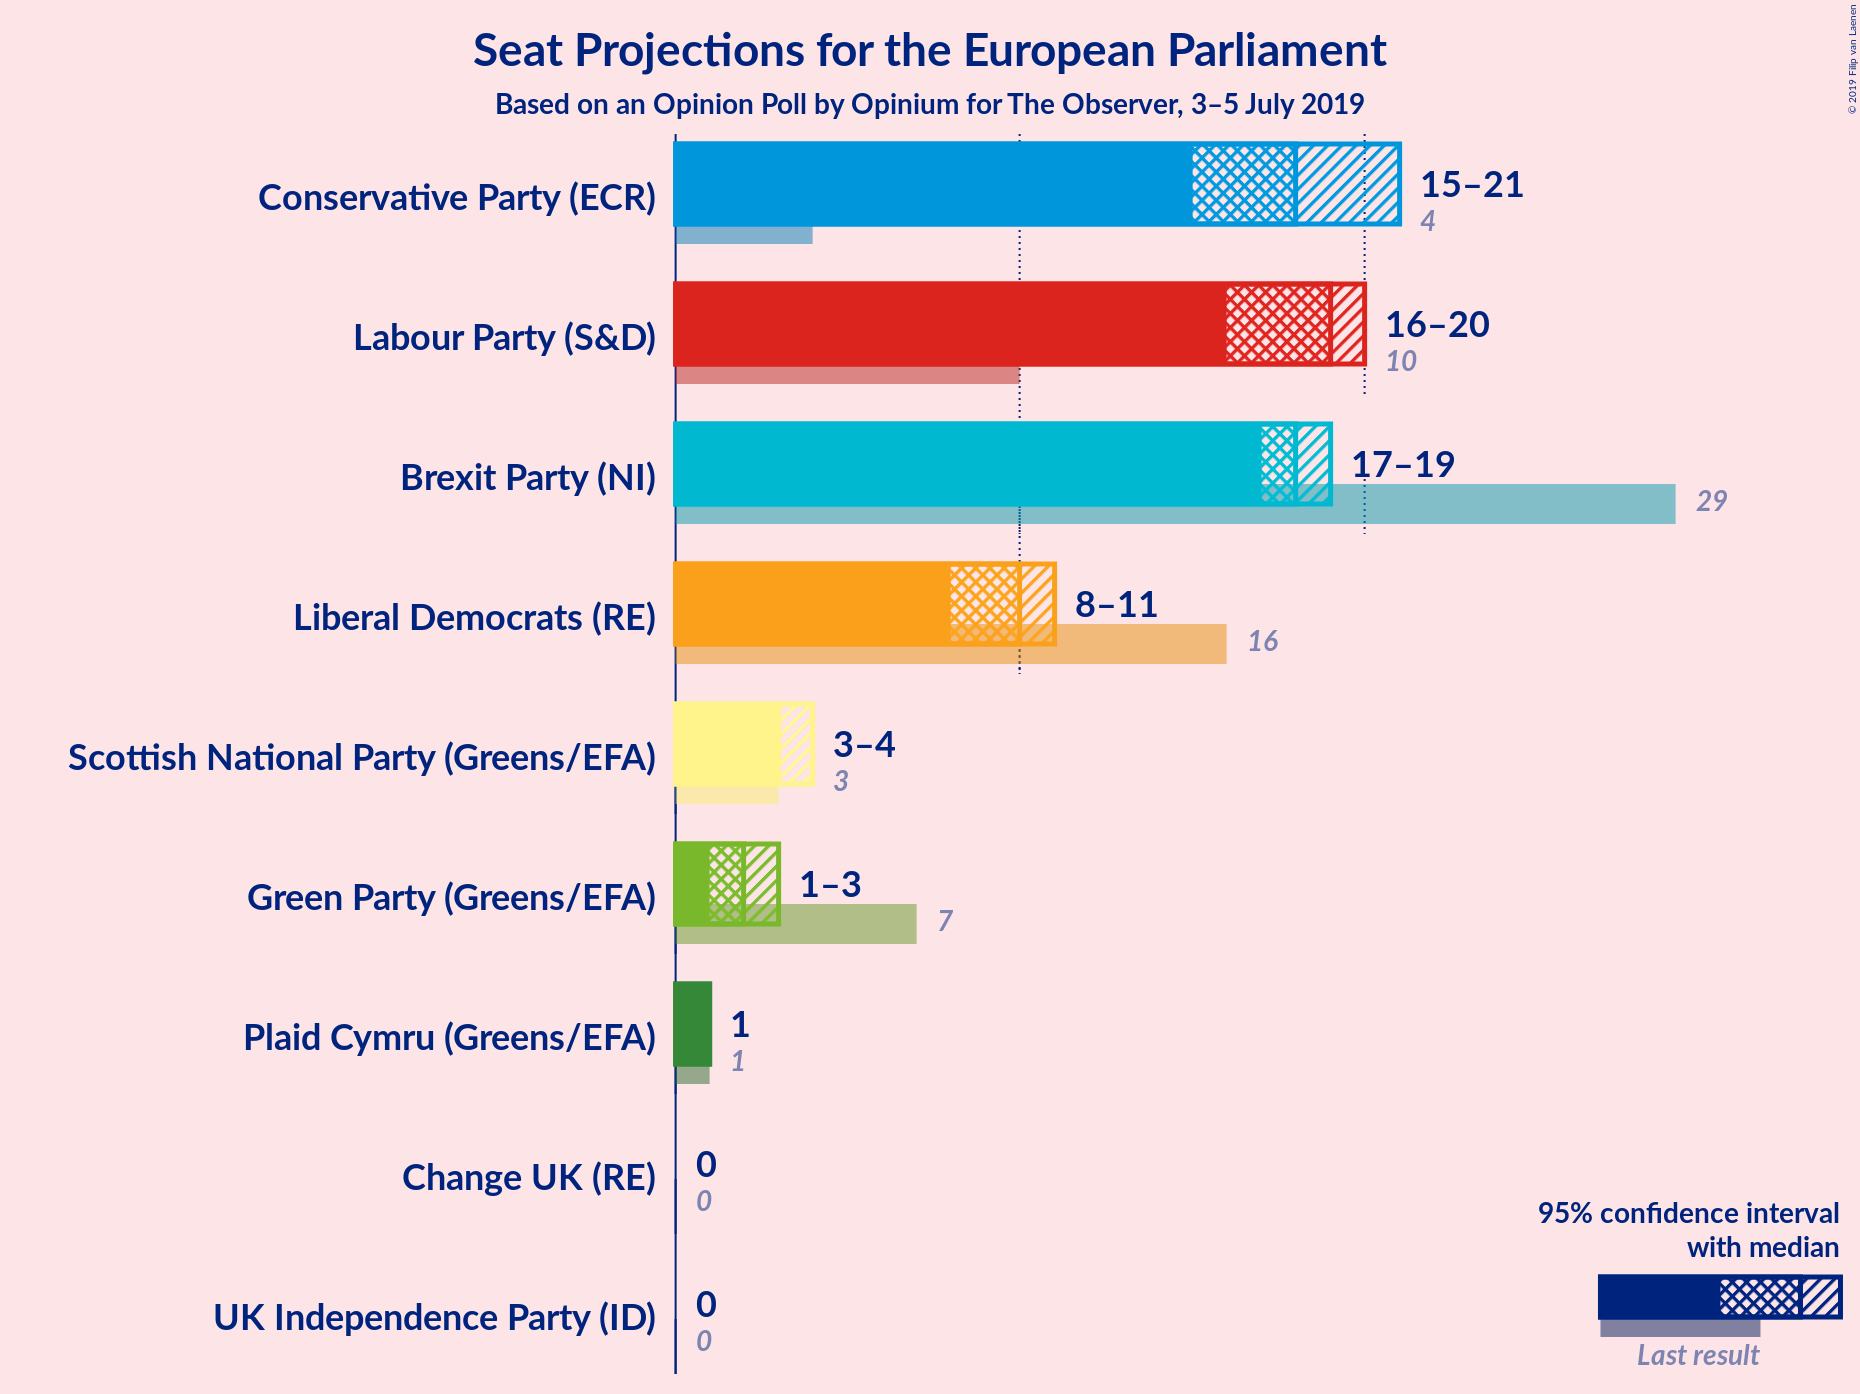 Seat Projections for the European Parliament
Based on an Opinion Poll by Opinium for The Observer, 3–5 July 2019
© 2019 Filip van Laenen
Conservative Party (ECR)
15–21
4
Labour Party (S&D)
16–20
10
Brexit Party (NI)
17–19
29
Liberal Democrats (RE)
8–11
16
Scottish National Party (Greens/EFA)
3–4
3
Green Party (Greens/EFA)
1–3
7
Plaid Cymru (Greens/EFA)
1
1
Change UK (RE)
0
0
UK Independence Party (ID)
0
0
95% confidence interval
with median
Last result